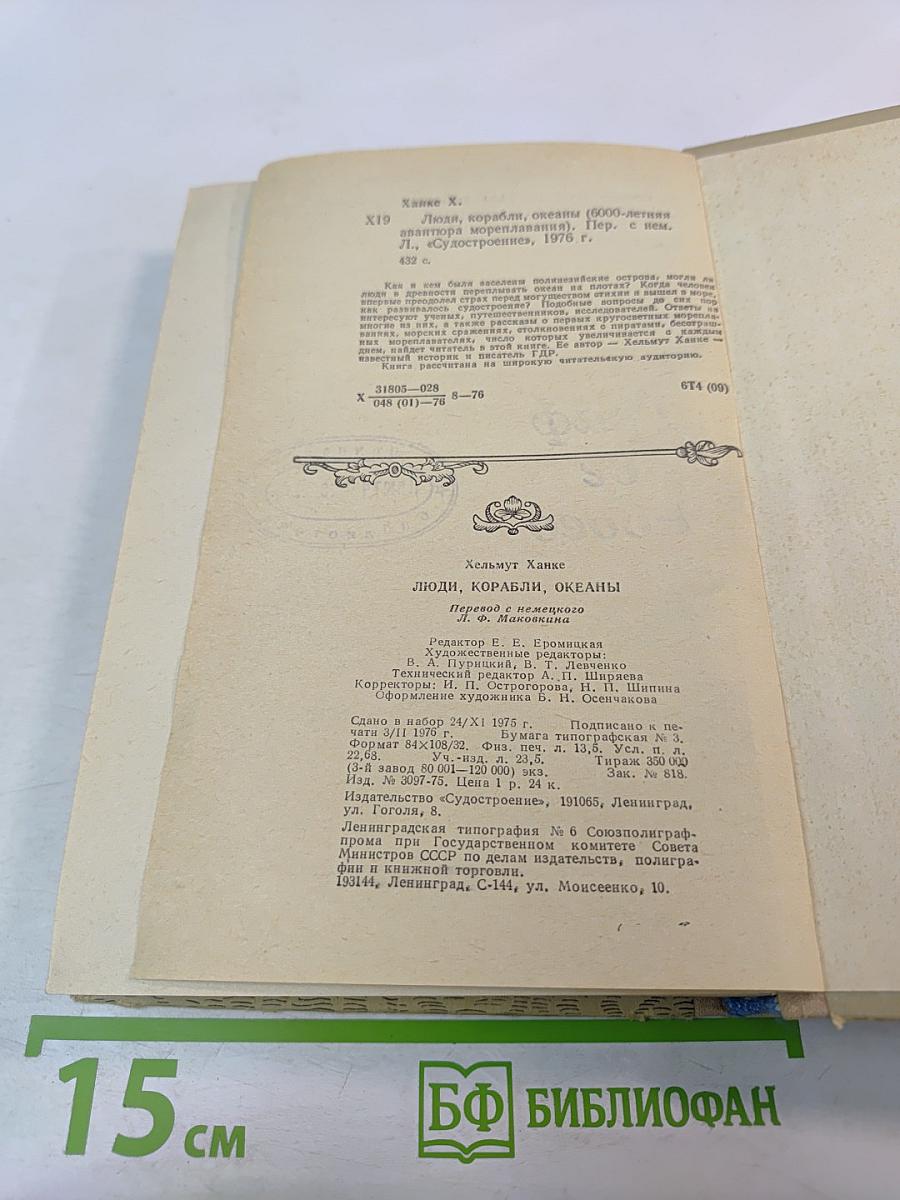 Ханке Х.
Х19 Люди, корабли, океаны (6000-летняя
авантюра мореплавания). Пер. с нем.
Л., «Судостроение», 1976 г.
432 с.
Как и кем были заселены полинезийские острова, могли ли
люди в древности переплывать океан на плотах? Когда человек
впервые преодолел страх перед могуществом стихии и вышел в море,
как развивалось судостроение? Подобные вопросы до сих пор
интересуют ученых, путешественников, исследователей. Ответы на
многие из них, а также рассказы о первых кругосветных мореплa-
ваниях, морских сражениях, столкновениях с пиратами, бесстраш-
ных мореплавателях, число которых увеличивается с каждым
днем, найдет читатель в этой книге. Ее автор — Хельмут Ханке —
известный историк и писатель ГДР.
Книга рассчитана на широкую читательскую аудиторию.
Х 31805—028
048 (01)—76 8—76 6Т4 (09)
Хельмут Ханке
ЛЮДИ, КОРАБЛИ, ОКЕАНЫ
Перевод с немецкого
Л. Ф. Маковкина
Редактор Е. Е. Еромицкая
Художественные редакторы:
В. А. Пурицкий, В. Т. Левченко
Технический редактор А. П. Ширяева
Корректоры: И. П. Острогорова, Н. П. Шипина
Оформление художника Б. Н. Осенчакова
Сдано в набор 24/XI 1975 г. Подписано к пе-
чати 3/II 1976 г. Бумага типографская № 3.
Формат 84×108/32. Физ. печ. л. 13,5. Усл. п. л.
22,68. Уч.-изд. л. 23,5. Тираж 350 000
(3-й завод 80 001—120 000) экз. Зак. № 818.
Изд. № 3097-75. Цена 1 р. 24 к.
Издательство «Судостроение», 191065, Ленинград,
ул. Гоголя, 8.
Ленинградская типография № 6 Союзполиграф-
прома при Государственном комитете Совета
Министров СССР по делам издательств, полигра-
фии и книжной торговли.
193144, Ленинград, С-144, ул. Моисеенко, 10.
15 см
БФ БИБЛИОФАН